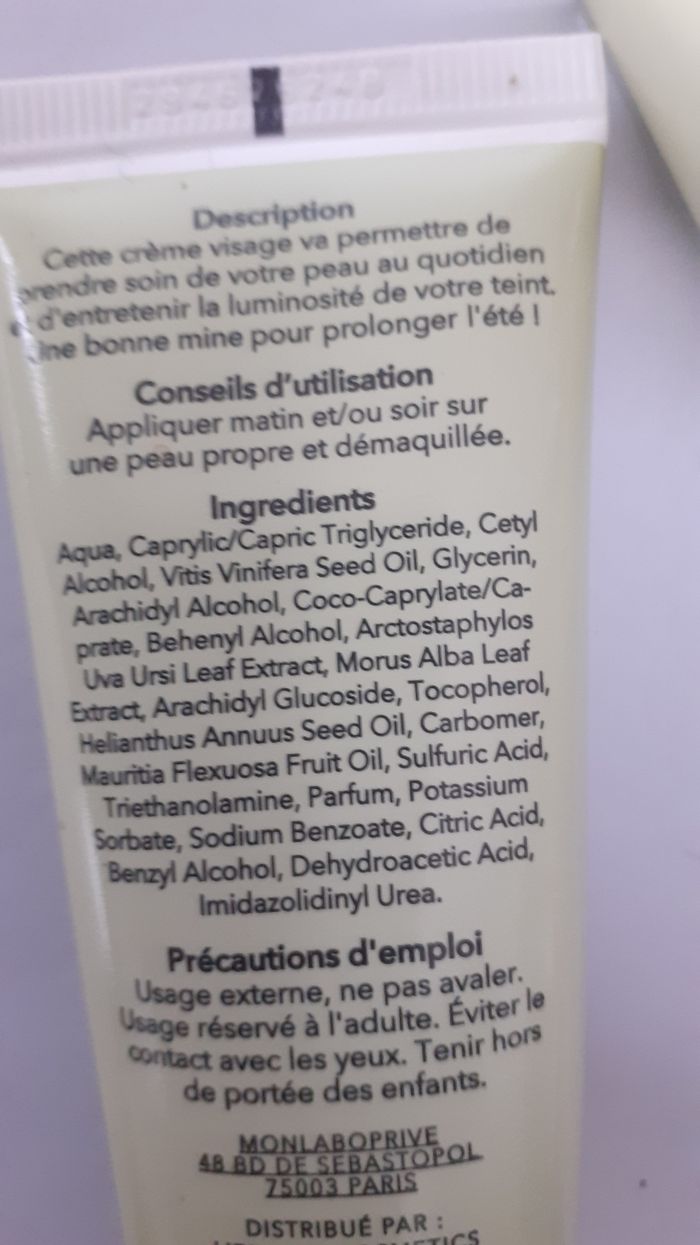 Description
Cette crème visage va permettre de
prendre soin de votre peau au quotidien
d'entretenir la luminosité de votre teint.
Une bonne mine pour prolonger l'été !
Conseils d'utilisation
Appliquer matin et/ou soir sur
une peau propre et démaquillée.
Ingredients
Aqua, Caprylic/Capric Triglyceride, Cetyl
Alcohol, Vitis Vinifera Seed Oil, Glycerin,
Arachidyl Alcohol, Coco-Caprylate/Ca-
prate, Behenyl Alcohol, Arctostaphylos
Uva Ursi Leaf Extract, Morus Alba Leaf
Extract, Arachidyl Glucoside, Tocopherol,
Helianthus Annuus Seed Oil, Carbomer,
Mauritia Flexuosa Fruit Oil, Sulfuric Acid,
Triethanolamine, Parfum, Potassium
Sorbate, Sodium Benzoate, Citric Acid,
Benzyl Alcohol, Dehydroacetic Acid,
Imidazolidinyl Urea.
Précautions d'emploi
Usage externe, ne pas avaler.
Usage réservé à l'adulte. Éviter le
contact avec les yeux. Tenir hors
de portée des enfants.
MONLABOPRIVE
48 BD DE SEBASTOPOL
75003 PARIS
DISTRIBUÉ PAR :